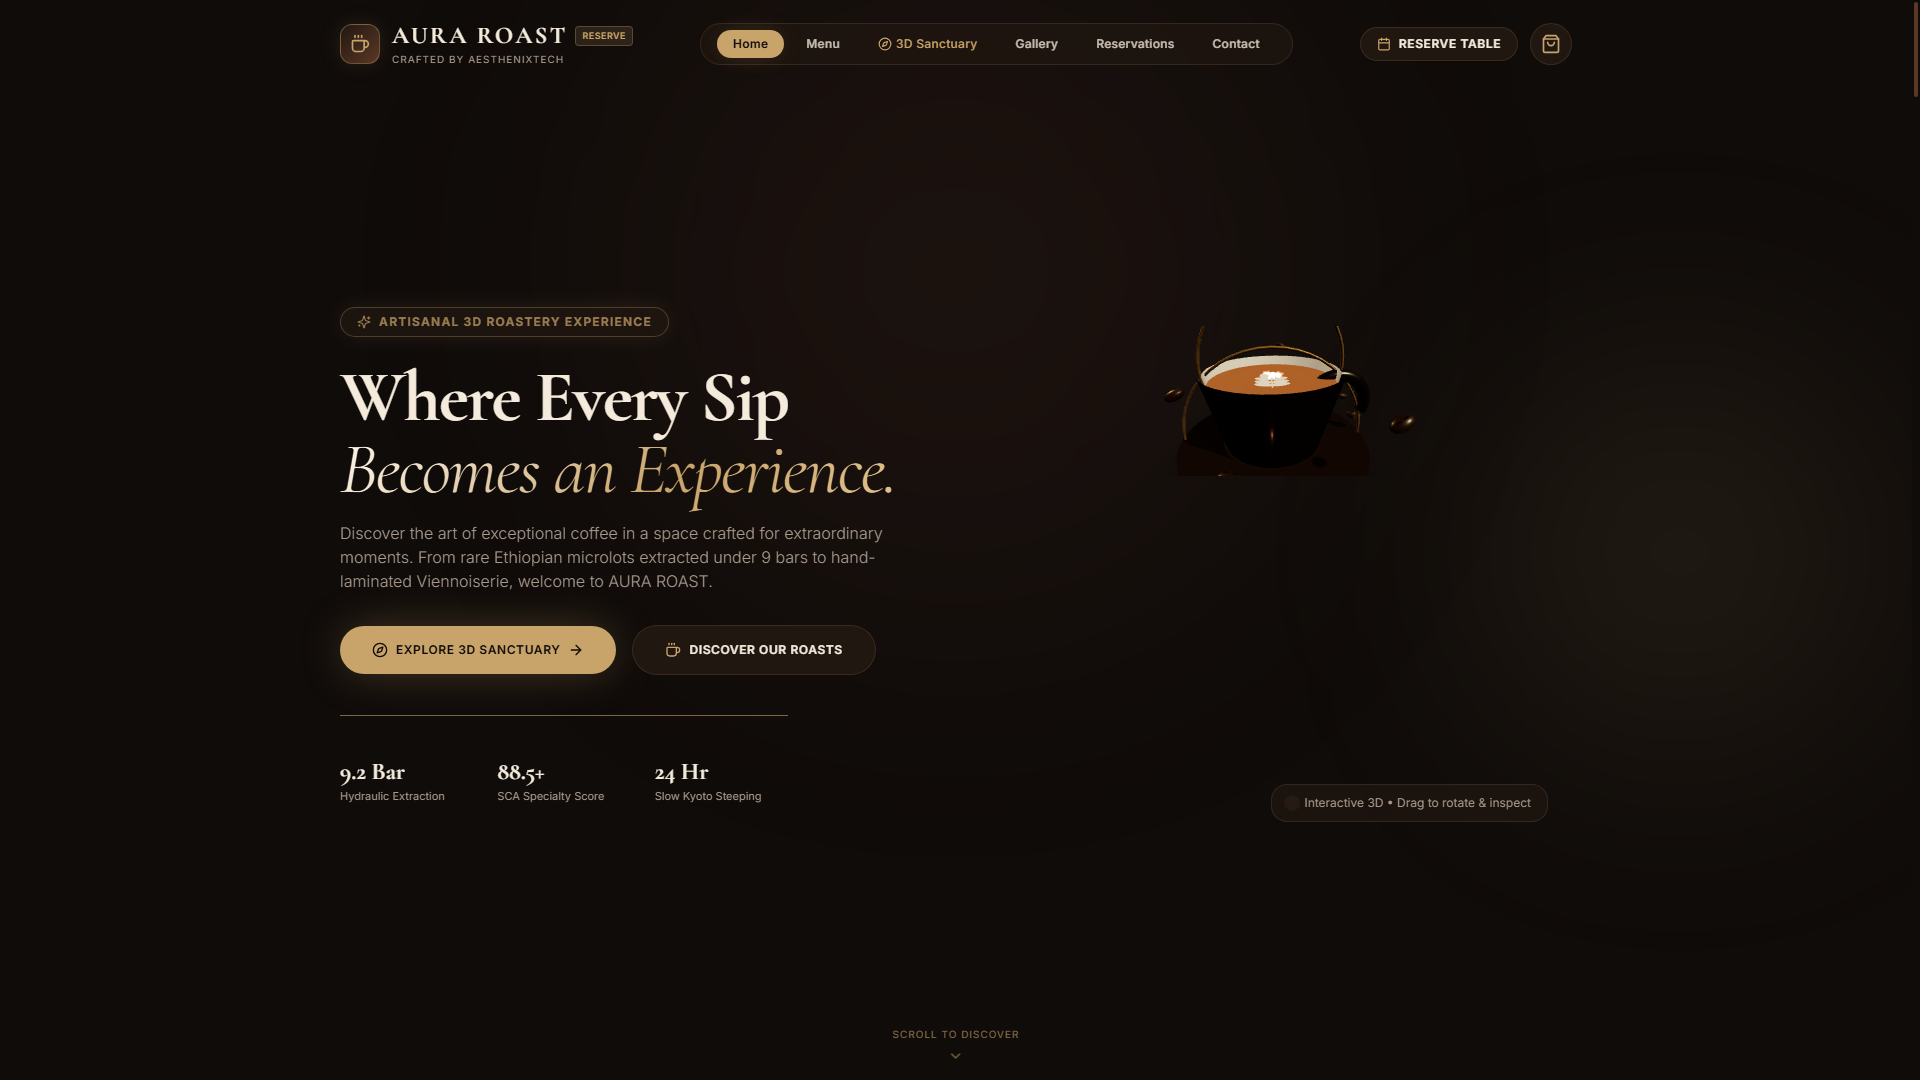 AURA ROAST RESERVE
CRAFTED BY AESTHENIXTECH
Home Menu 3D Sanctuary Gallery Reservations Contact
RESERVE TABLE
ARTISANAL 3D ROASTERY EXPERIENCE
Where Every Sip
Becomes an Experience.
Discover the art of exceptional coffee in a space crafted for extraordinary
moments. From rare Ethiopian microlots extracted under 9 bars to hand-
laminated Viennoiserie, welcome to AURA ROAST.
EXPLORE 3D SANCTUARY
DISCOVER OUR ROASTS
9.2 Bar
Hydraulic Extraction
88.5+
SCA Specialty Score
24 Hr
Slow Kyoto Steeping
Interactive 3D • Drag to rotate & inspect
SCROLL TO DISCOVER